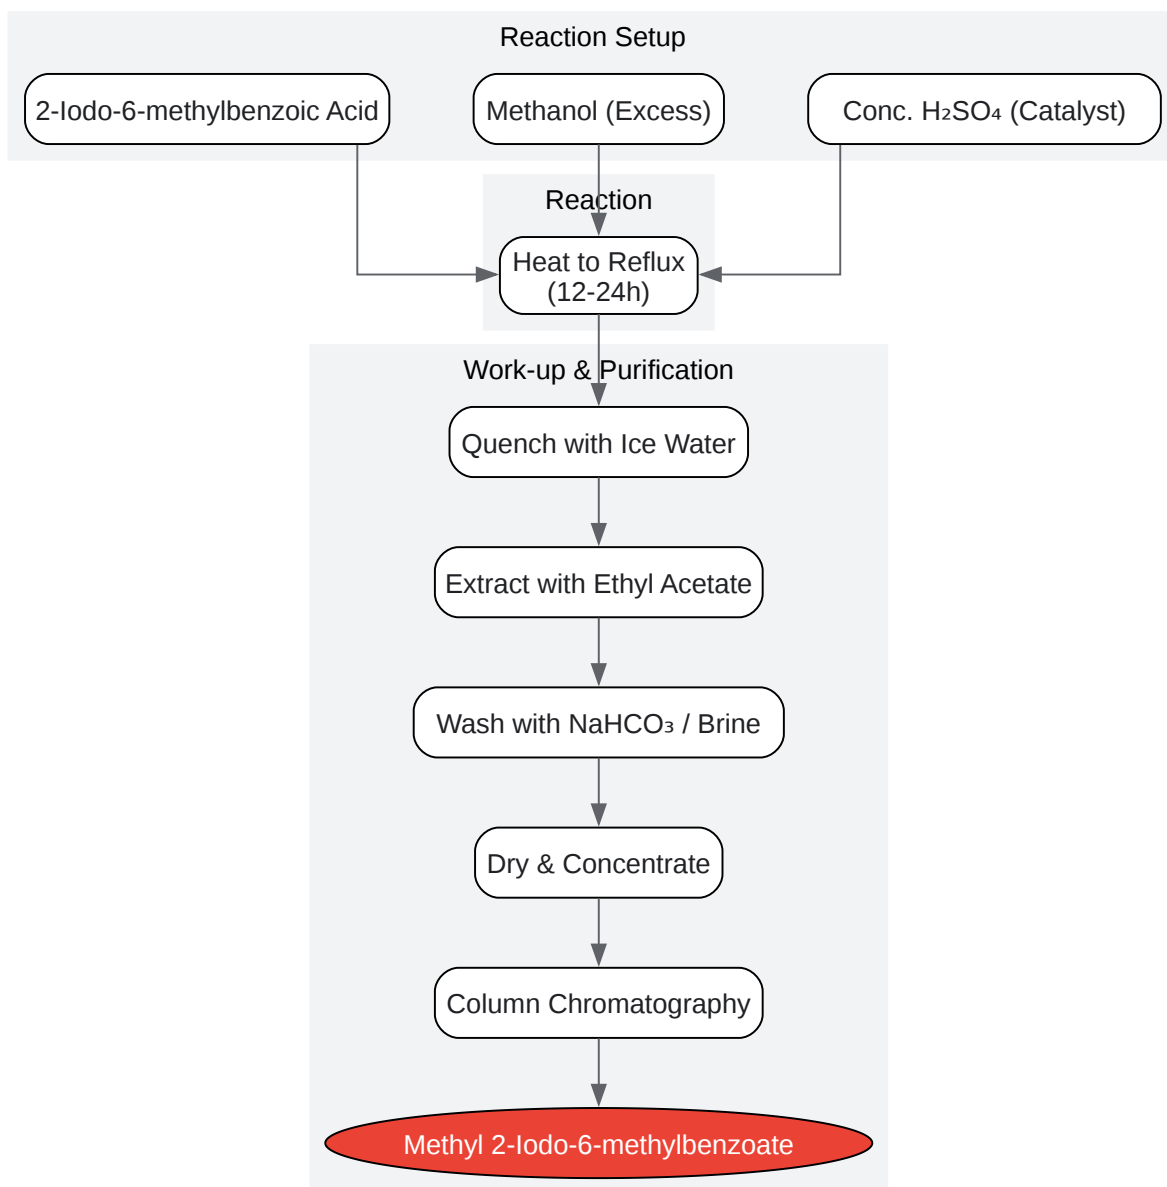 Reaction Setup
2-Iodo-6-methylbenzoic Acid
Methanol (Excess)
Conc. H₂SO₄ (Catalyst)
Reaction
Heat to Reflux
(12-24h)
Work-up & Purification
Quench with Ice Water
Extract with Ethyl Acetate
Wash with NaHCO₃ / Brine
Dry & Concentrate
Column Chromatography
Methyl 2-Iodo-6-methylbenzoate